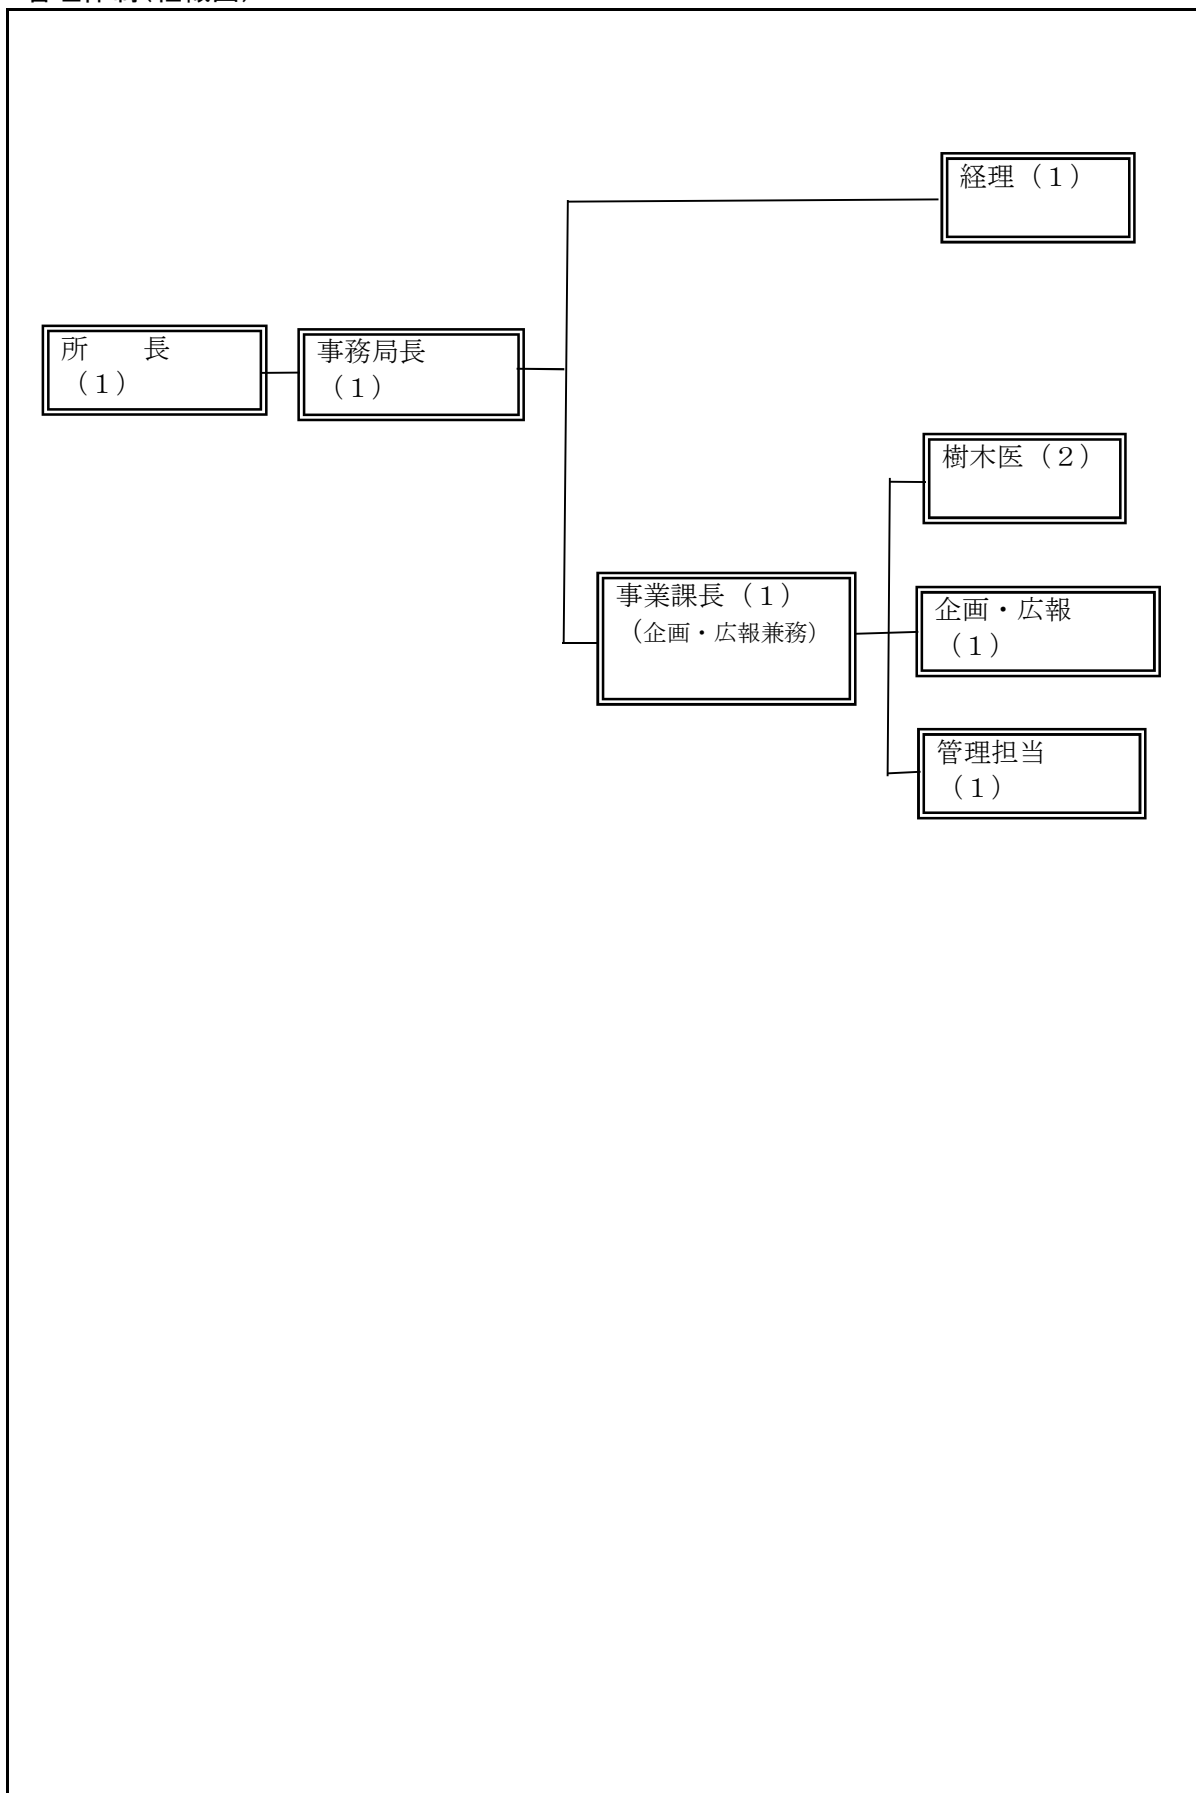 経理（１）
所　　長
（１）
事務局長
（１）
樹木医（２）
事業課長（１）
（企画・広報兼務）
企画・広報
（１）
管理担当
（１）